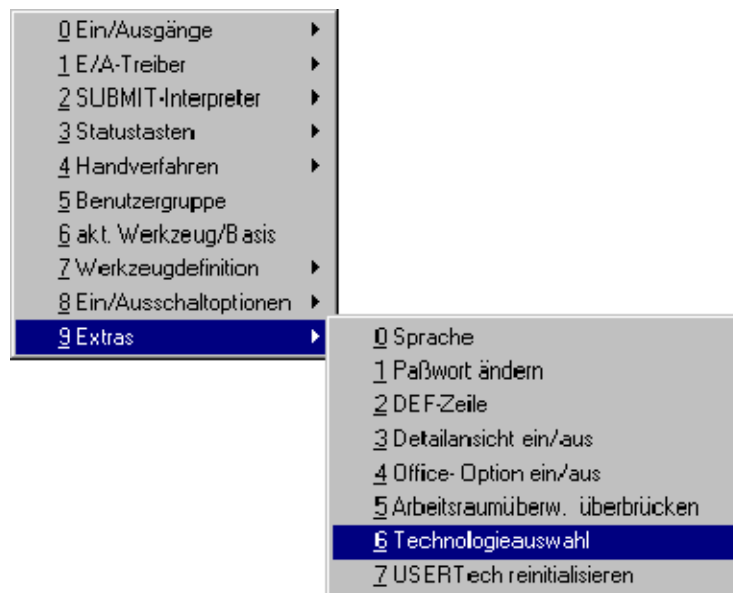 0 Ein/Ausgänge
1 E/A-Treiber
2 SUBMIT-Interpreter
3 Statustasten
4 Handverfahren
5 Benutzergruppe
6 akt. Werkzeug/Basis
7 Werkzeugdefinition
8 Ein/Ausschaltoptionen
9 Extras
0 Sprache
1 Paßwort ändern
2 DEF-Zeile
3 Detailansicht ein/aus
4 Office- Option ein/aus
5 Arbeitsraumüberw. überbrücken
6 Technologieauswahl
7 USERTech reinitialisieren